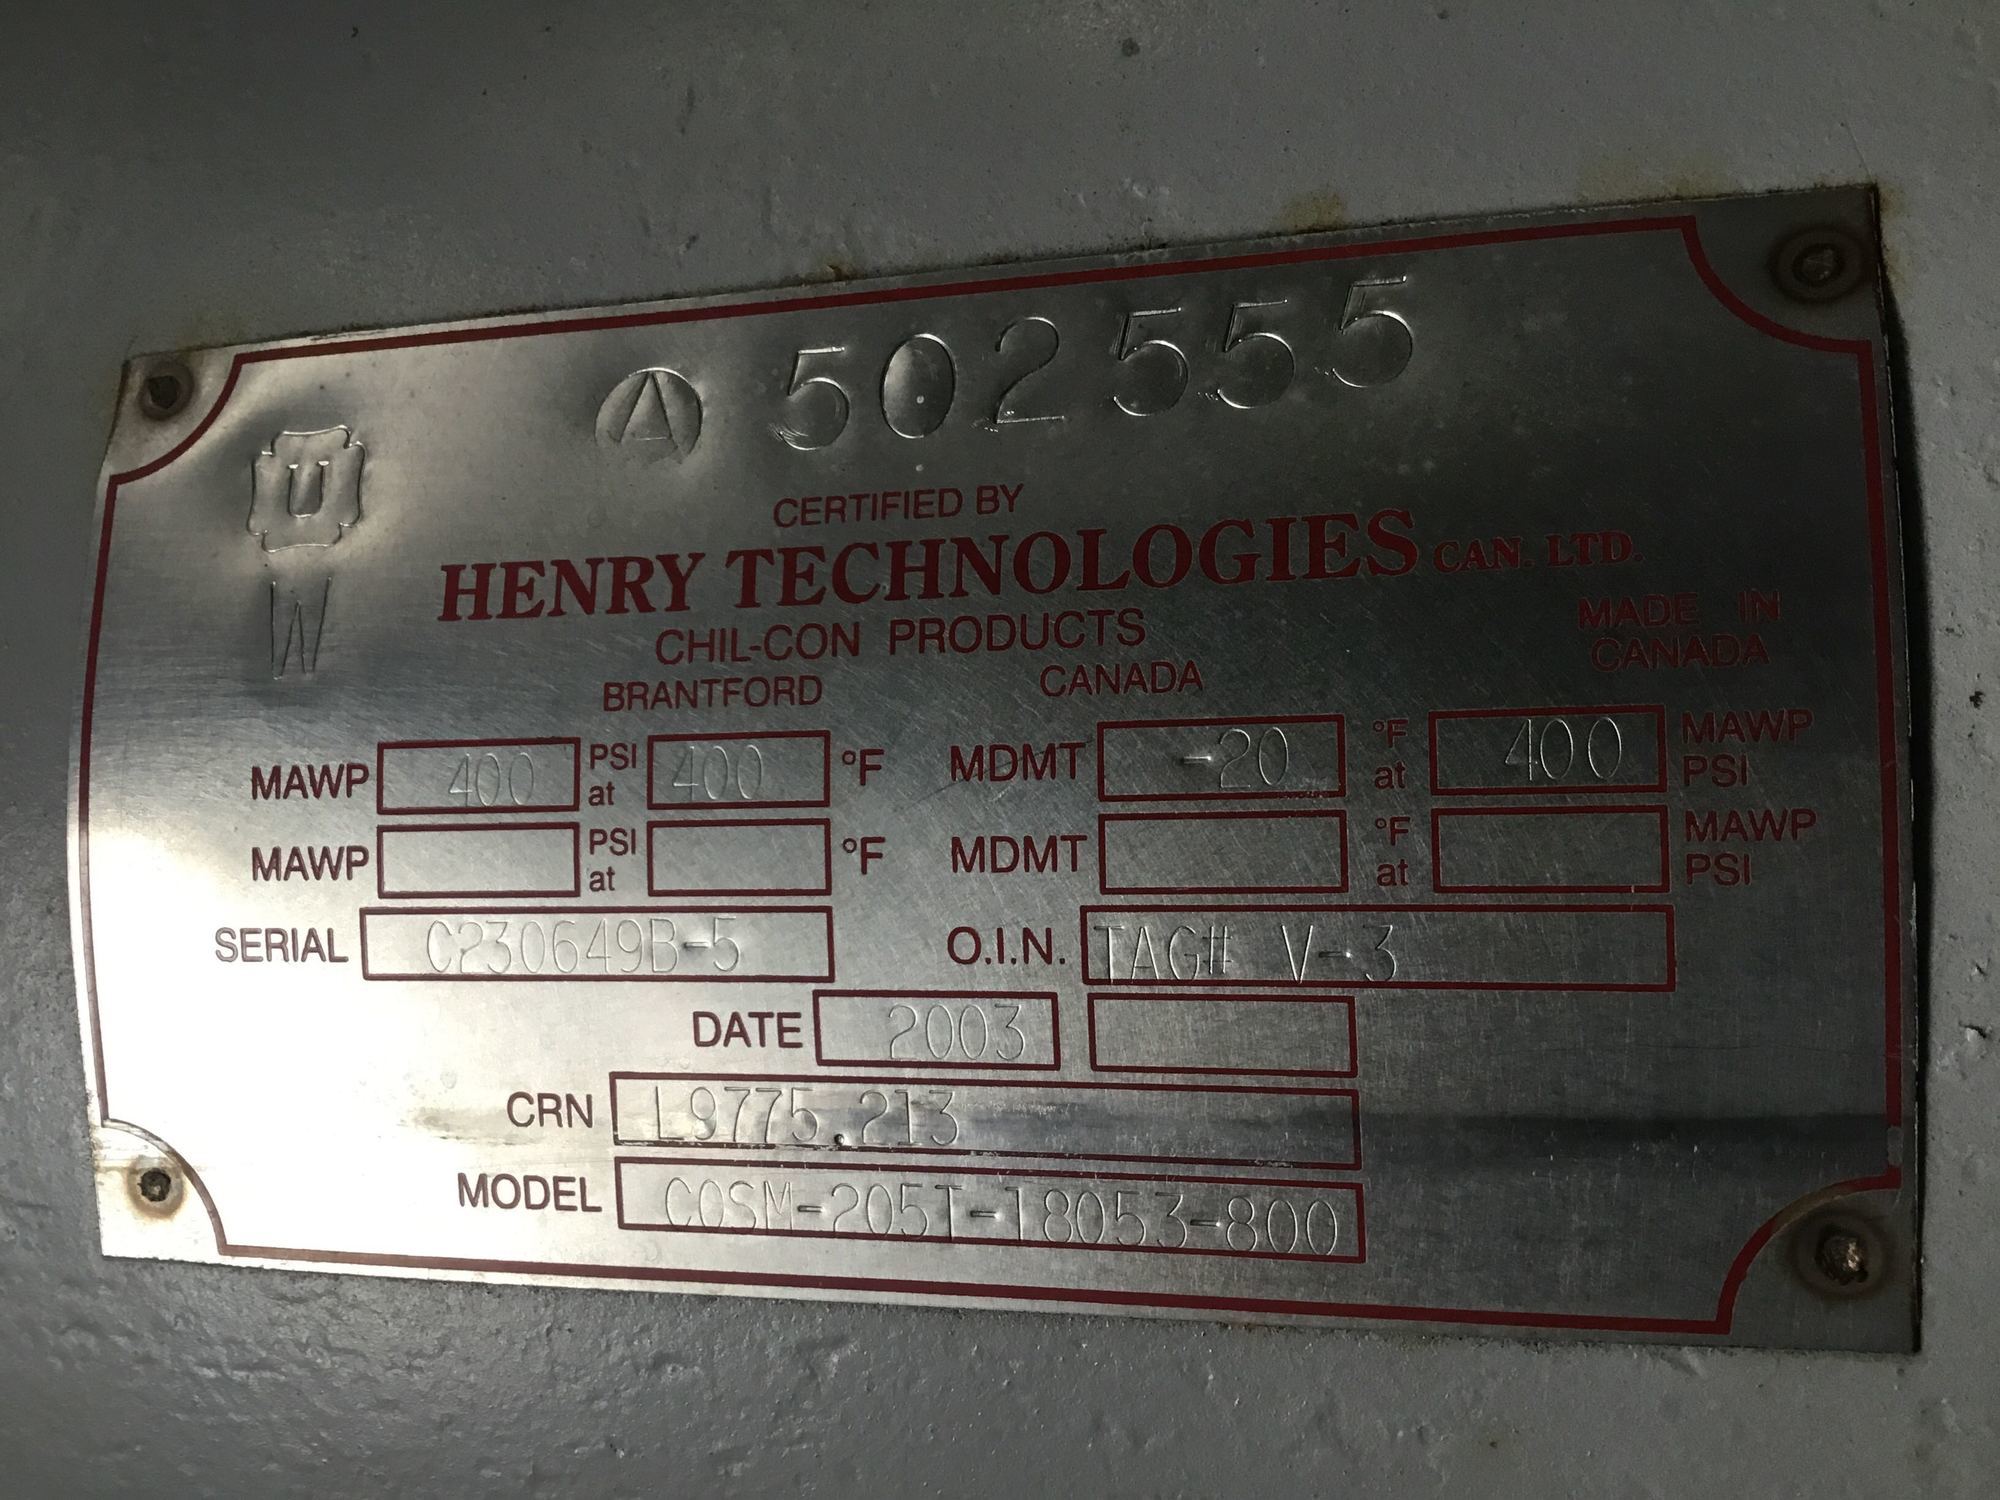 A 502555
U
W
CERTIFIED BY
HENRY TECHNOLOGIES CAN. LTD.
CHIL-CON PRODUCTS
BRANTFORD CANADA
MADE IN
CANADA
MAWP 400 PSI at 400 °F MDMT -20 °F at 400 MAWP PSI
MAWP PSI at °F MDMT °F at MAWP PSI
SERIAL C230649B-5 O.I.N. TAG# V-3
DATE 2003
CRN L9775.213
MODEL COSM-205T-18053-800